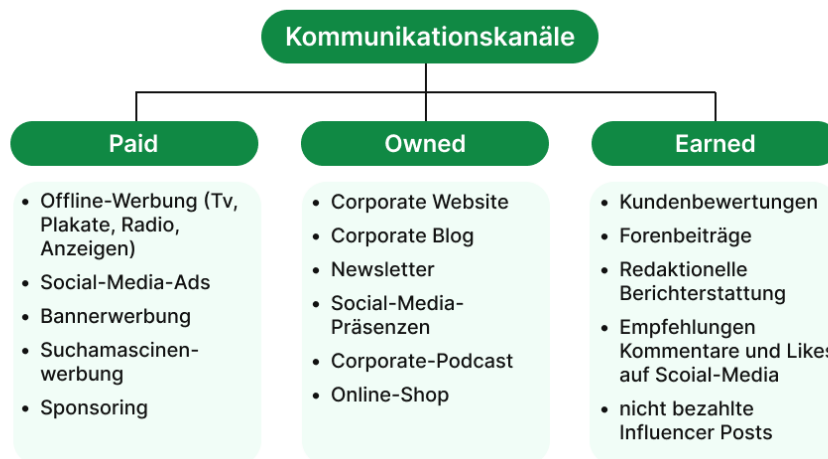 Kommunikationskanäle
Paid
• Offline-Werbung (Tv,
Plakate, Radio,
Anzeigen)
• Social-Media-Ads
• Bannerwerbung
• Suchamascinen-
werbung
• Sponsoring
Owned
• Corporate Website
• Corporate Blog
• Newsletter
• Social-Media-
Präsenzen
• Corporate-Podcast
• Online-Shop
Earned
• Kundenbewertungen
• Forenbeiträge
• Redaktionelle
Berichterstattung
• Empfehlungen
Kommentare und Likes
auf Scoial-Media
• nicht bezahlte
Influencer Posts